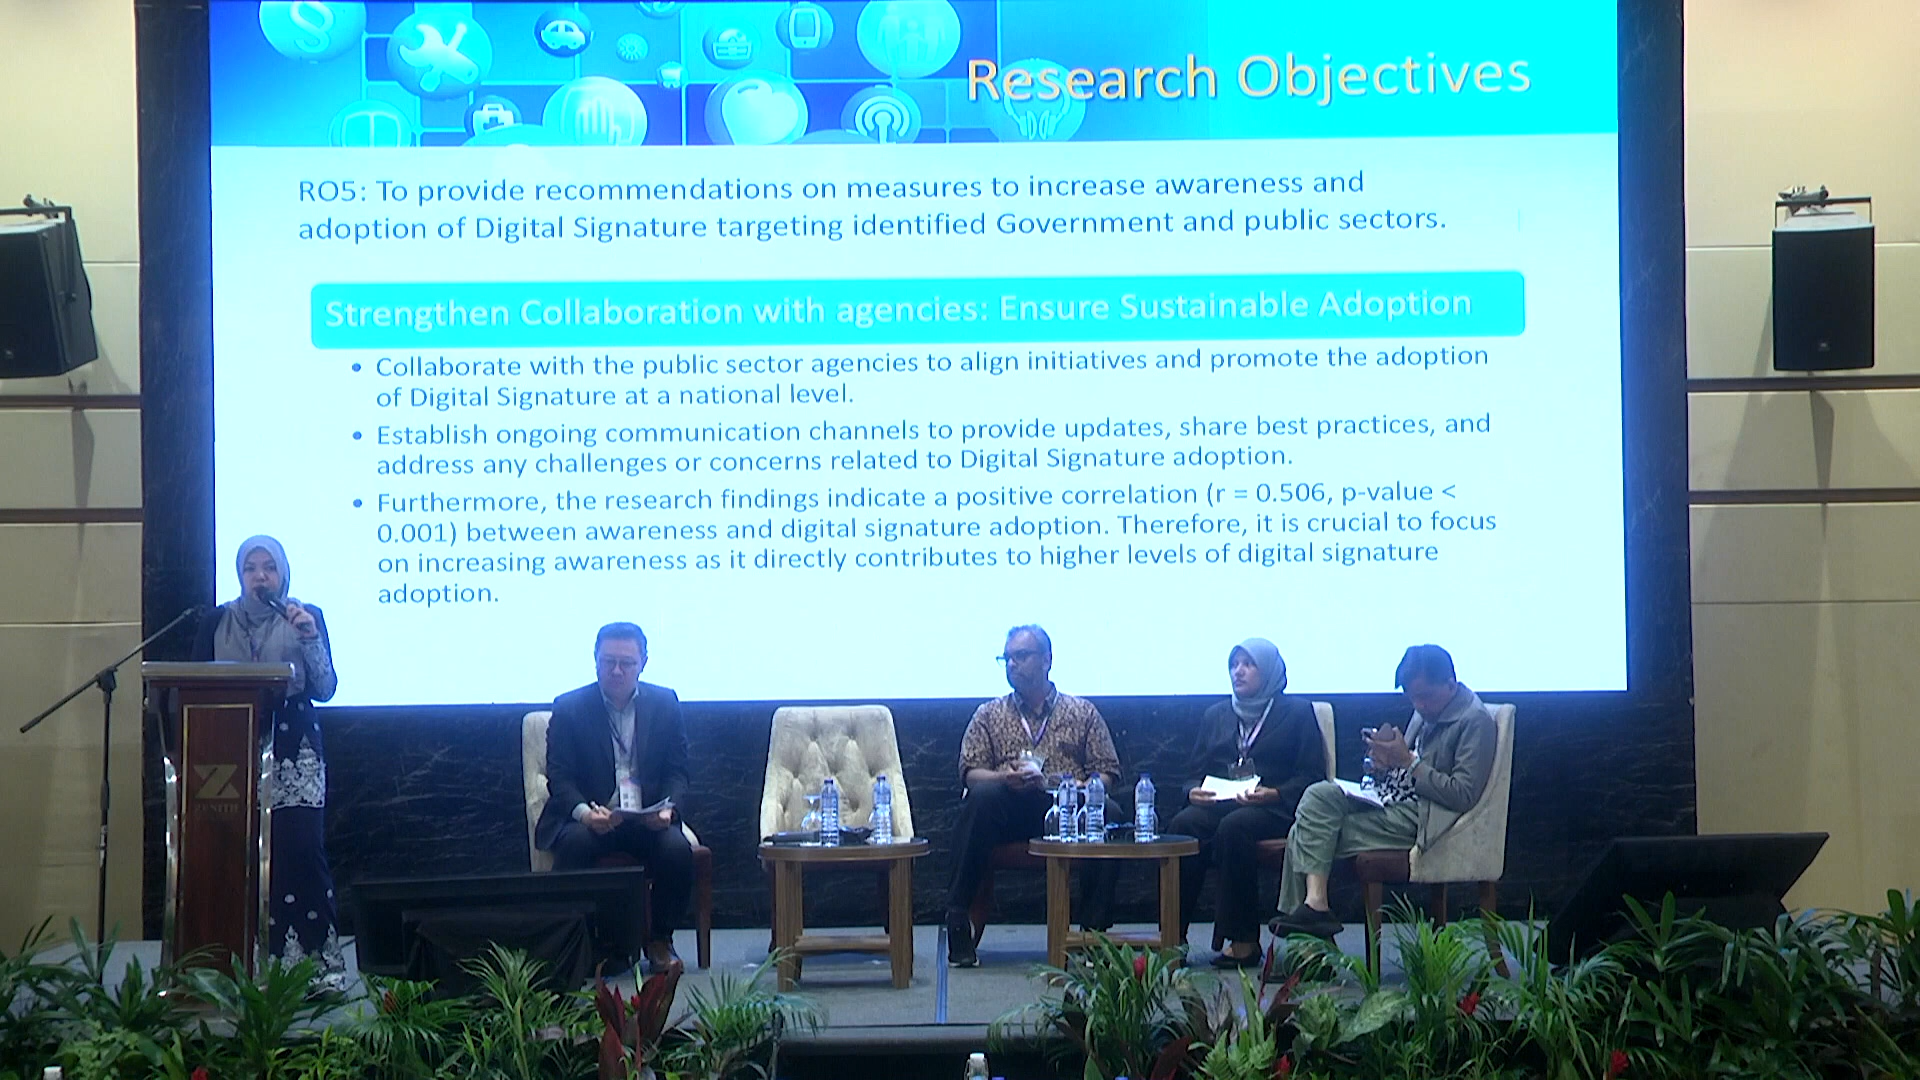 Research Objectives
RO5: To provide recommendations on measures to increase awareness and
adoption of Digital Signature targeting identified Government and public sectors.
Strengthen Collaboration with agencies: Ensure Sustainable Adoption
• Collaborate with the public sector agencies to align initiatives and promote the adoption
of Digital Signature at a national level.
• Establish ongoing communication channels to provide updates, share best practices, and
address any challenges or concerns related to Digital Signature adoption.
• Furthermore, the research findings indicate a positive correlation (r = 0.506, p-value <
0.001) between awareness and digital signature adoption. Therefore, it is crucial to focus
on increasing awareness as it directly contributes to higher levels of digital signature
adoption.
ZENITH